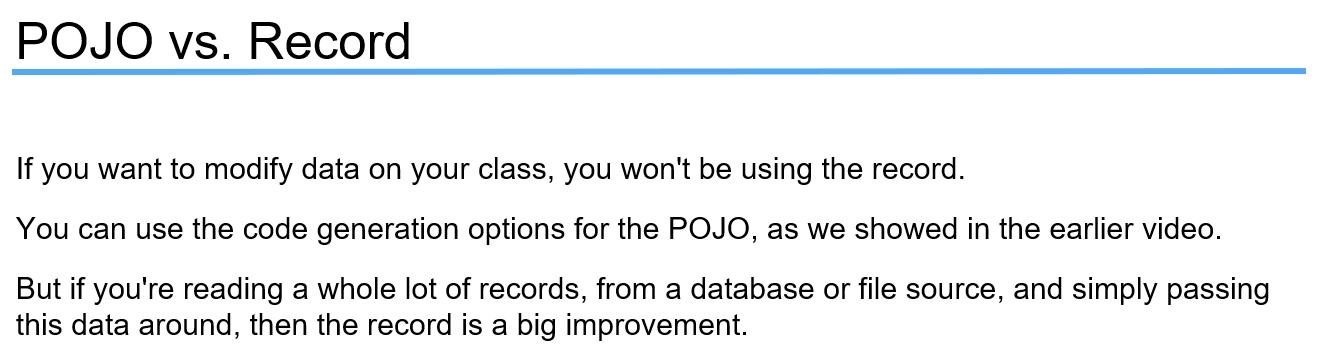 POJO vs. Record
If you want to modify data on your class, you won't be using the record.
You can use the code generation options for the POJO, as we showed in the earlier video.
But if you're reading a whole lot of records, from a database or file source, and simply passing
this data around, then the record is a big improvement.